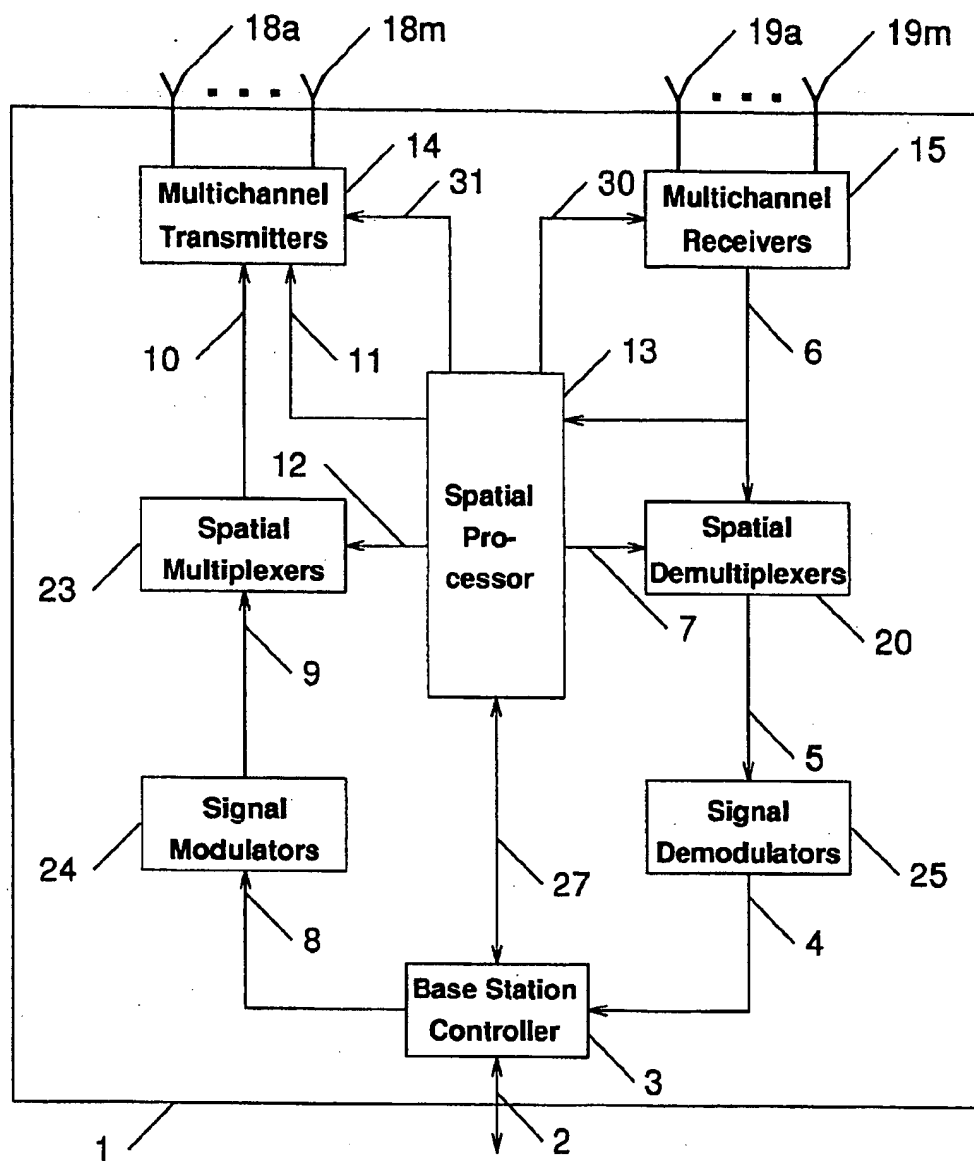 18a
18m
19a
19m
14
31
30
15
Multichannel
Transmitters
Multichannel
Receivers
10
11
13
6
12
Spatial
Multiplexers
23
Spatial
Pro-
cessor
Spatial
Demultiplexers
7
20
9
5
Signal
Modulators
24
Signal
Demodulators
25
27
8
4
Base Station
Controller
3
1
2